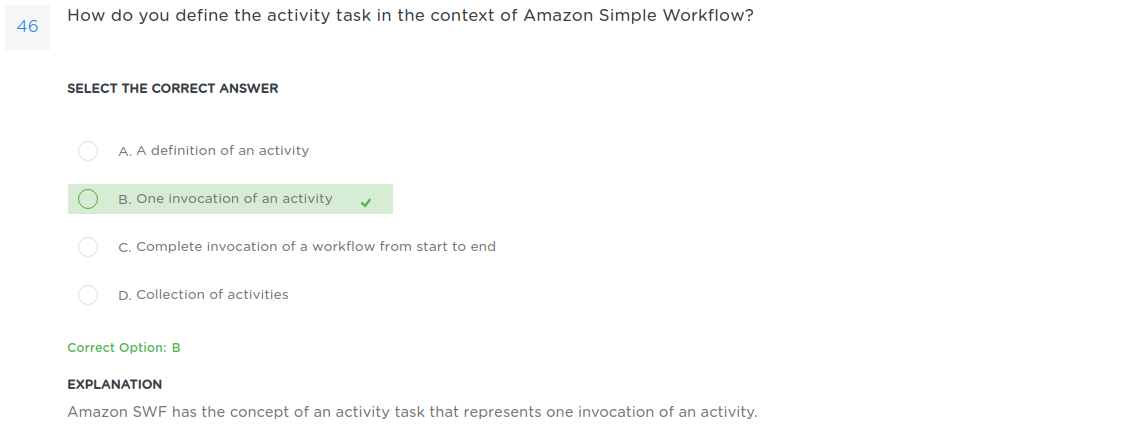 46
How do you define the activity task in the context of Amazon Simple Workflow?
SELECT THE CORRECT ANSWER
A. A definition of an activity
B. One invocation of an activity
C. Complete invocation of a workflow from start to end
D. Collection of activities
Correct Option: B
EXPLANATION
Amazon SWF has the concept of an activity task that represents one invocation of an activity.